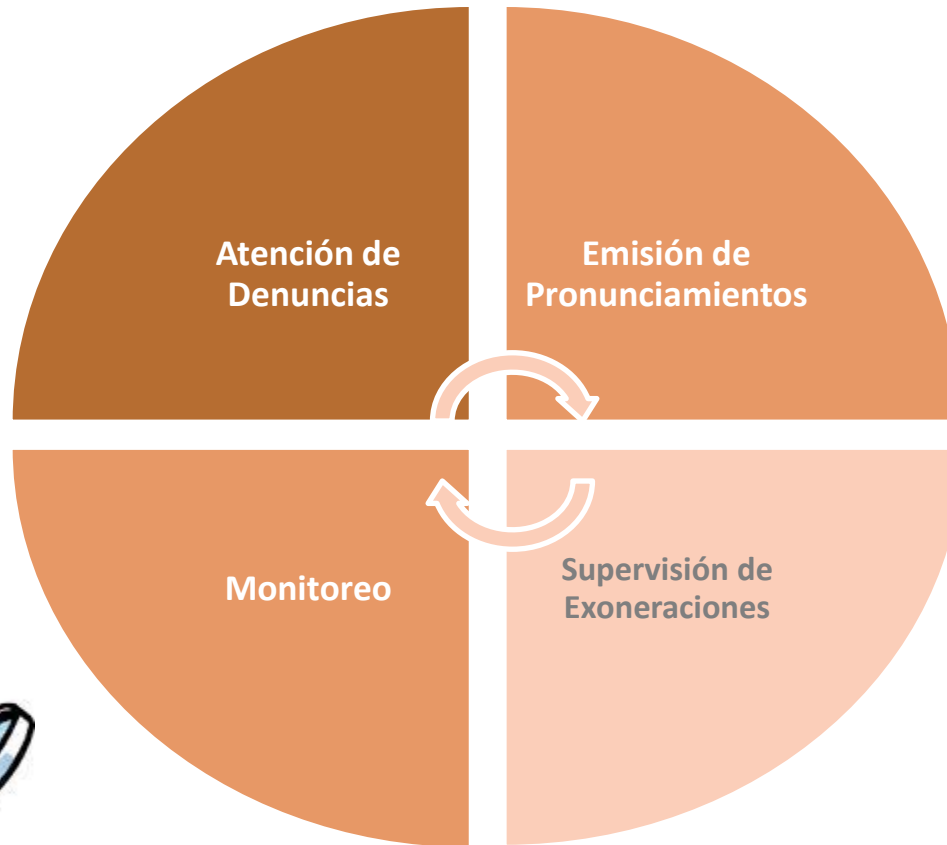 Atención de
Denuncias
Emisión de
Pronunciamientos
Monitoreo
Supervisión de
Exoneraciones